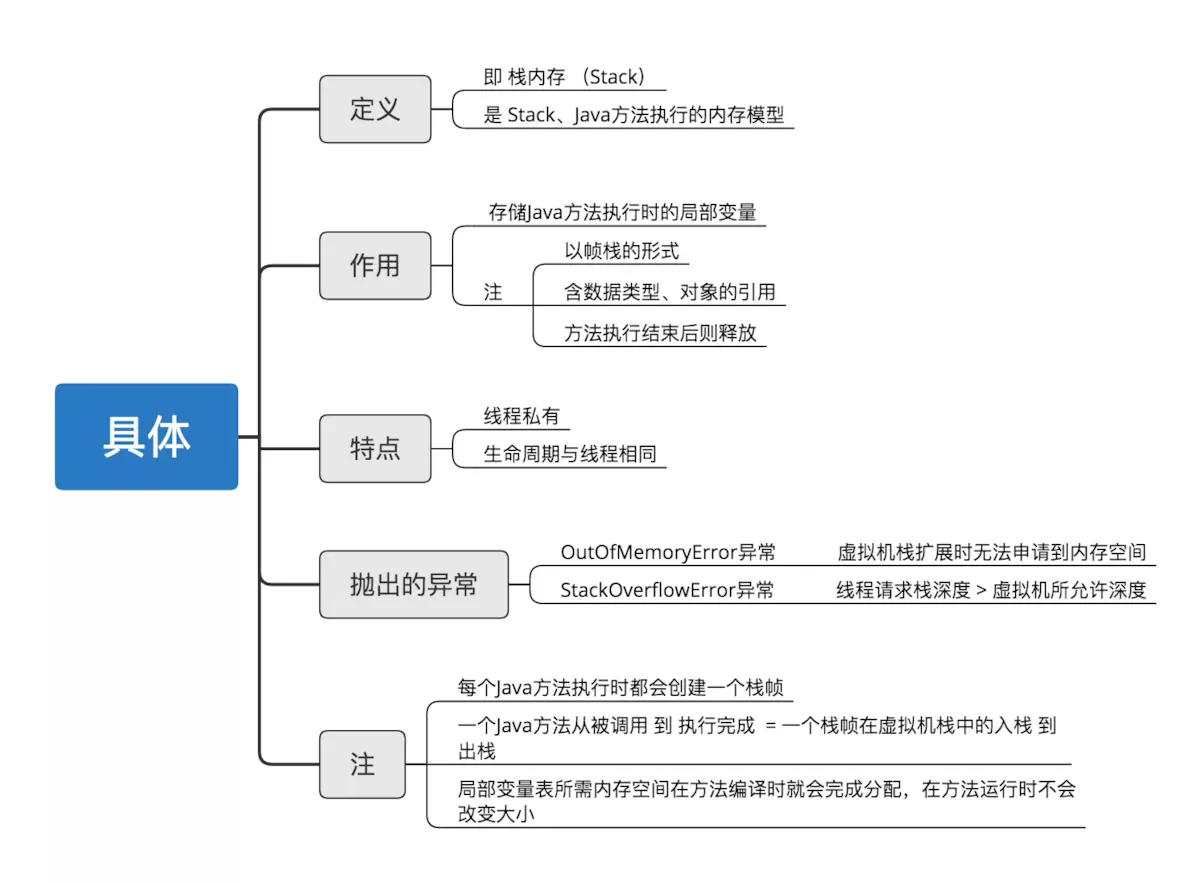 具体
定义
即 栈内存 （Stack）
是 Stack、Java方法执行的内存模型
作用
存储Java方法执行时的局部变量
注
以帧栈的形式
含数据类型、对象的引用
方法执行结束后则释放
特点
线程私有
生命周期与线程相同
抛出的异常
OutOfMemoryError异常 虚拟机栈扩展时无法申请到内存空间
StackOverflowError异常 线程请求栈深度 > 虚拟机所允许深度
注
每个Java方法执行时都会创建一个栈帧
一个Java方法从被调用 到 执行完成 = 一个栈帧在虚拟机栈中的入栈 到
出栈
局部变量表所需内存空间在方法编译时就会完成分配，在方法运行时不会
改变大小